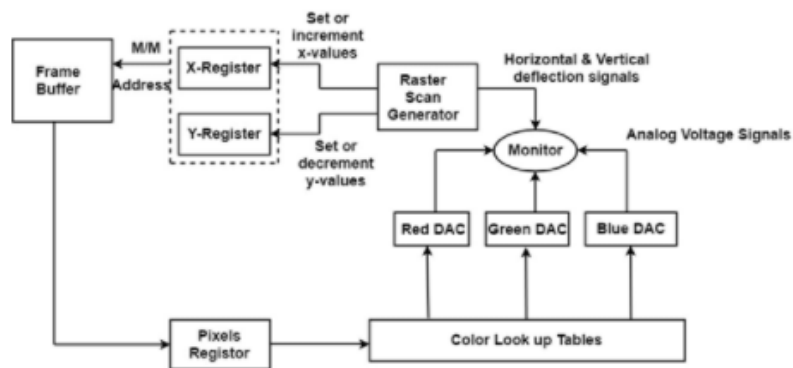 Set or
increment
x-values
M/M
Address
Frame
Buffer
X-Register
Y-Register
Raster
Scan
Generator
Horizontal & Vertical
deflection signals
Set or
decrement
y-values
Monitor
Analog Voltage Signals
Red DAC
Green DAC
Blue DAC
Pixels
Registor
Color Look up Tables